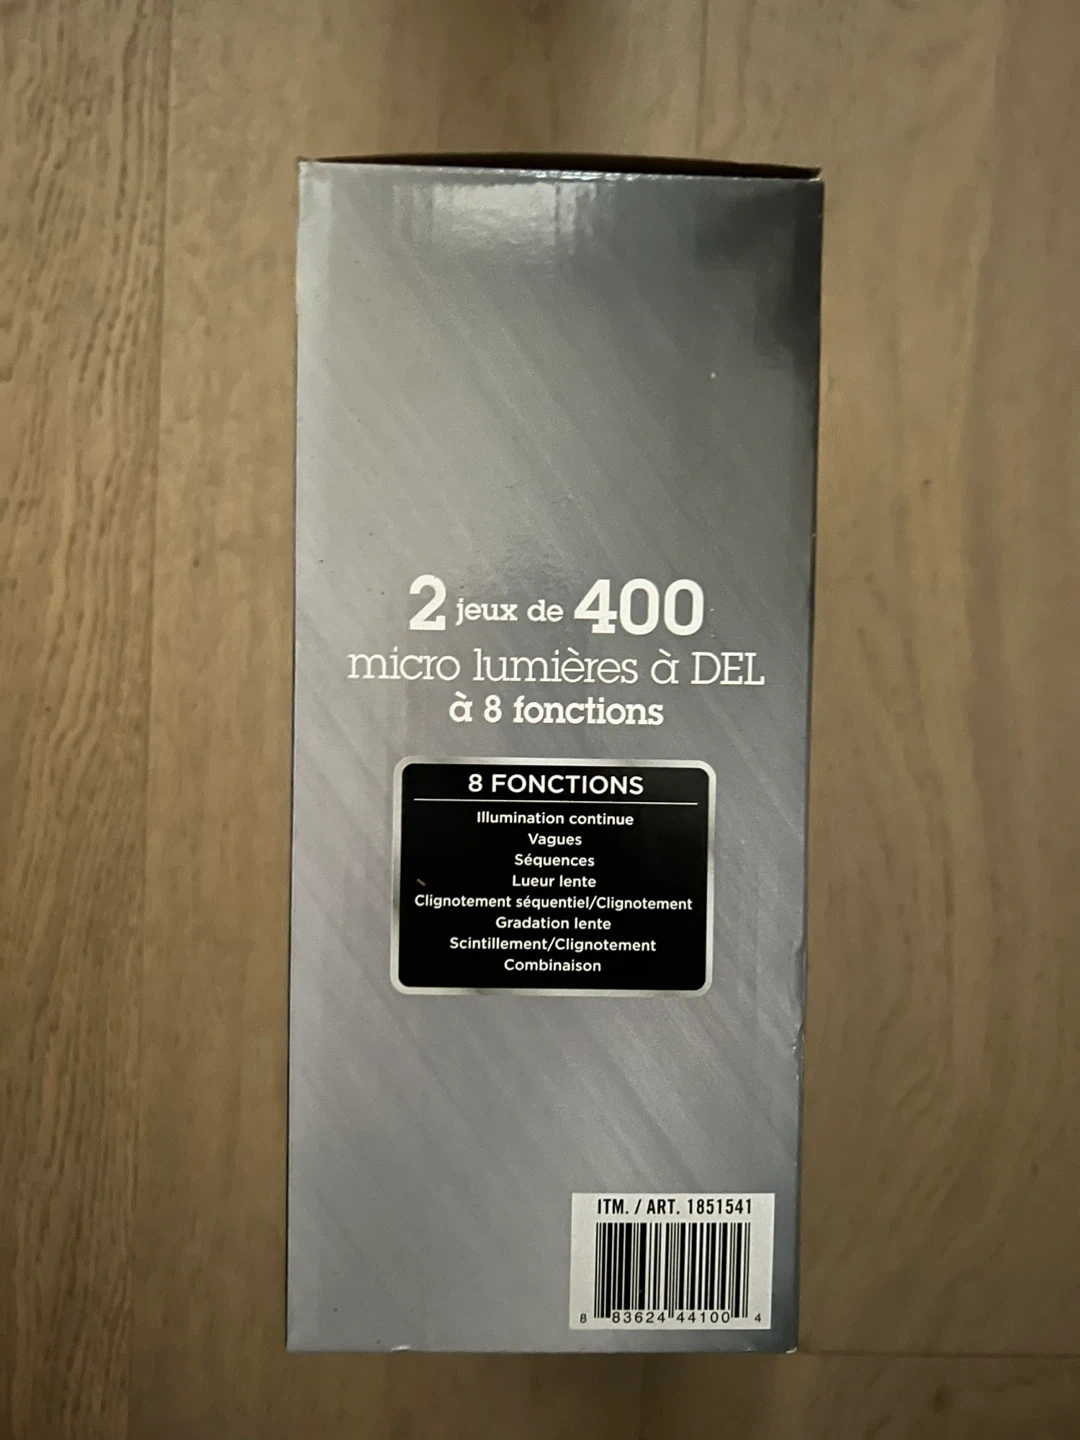 2 jeux de 400
micro lumières à DEL
à 8 fonctions
8 FONCTIONS
Illumination continue
Vagues
Séquences
Lueur lente
Clignotement séquentiel/Clignotement
Gradation lente
Scintillement/Clignotement
Combinaison
ITM. / ART. 1851541
8 83624 44100 4